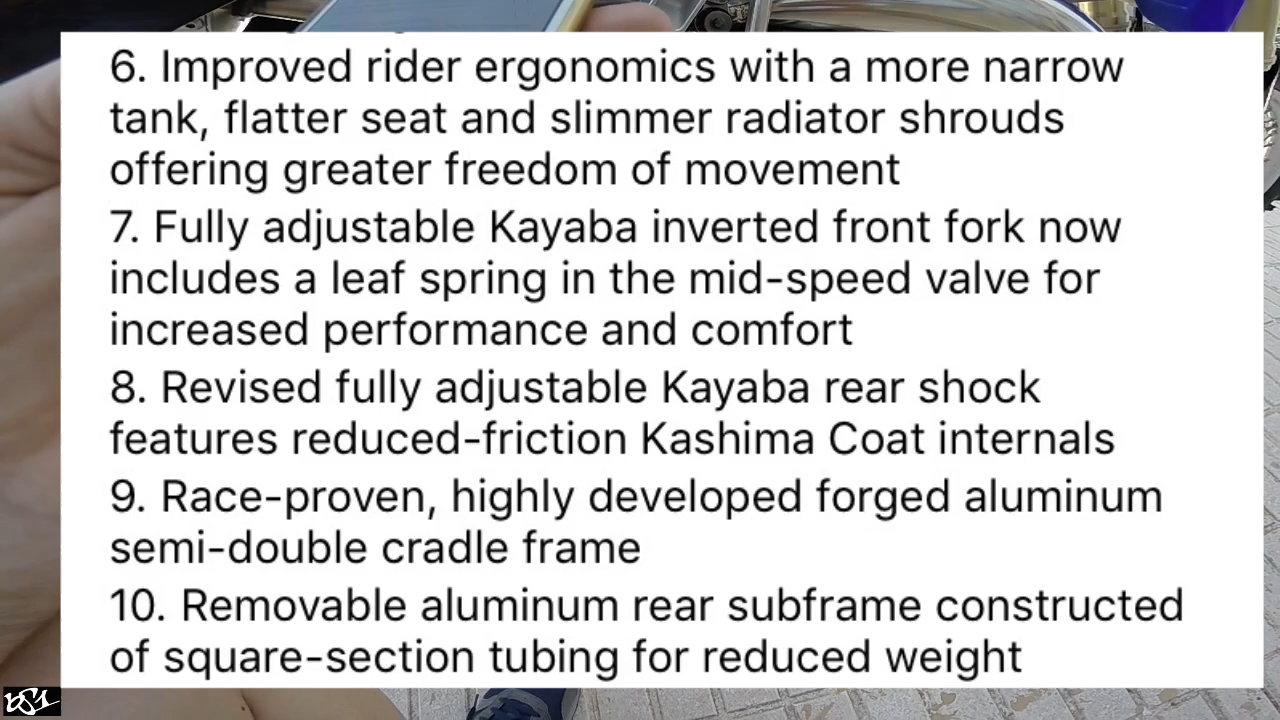 6. Improved rider ergonomics with a more narrow
tank, flatter seat and slimmer radiator shrouds
offering greater freedom of movement
7. Fully adjustable Kayaba inverted front fork now
includes a leaf spring in the mid-speed valve for
increased performance and comfort
8. Revised fully adjustable Kayaba rear shock
features reduced-friction Kashima Coat internals
9. Race-proven, highly developed forged aluminum
semi-double cradle frame
10. Removable aluminum rear subframe constructed
of square-section tubing for reduced weight